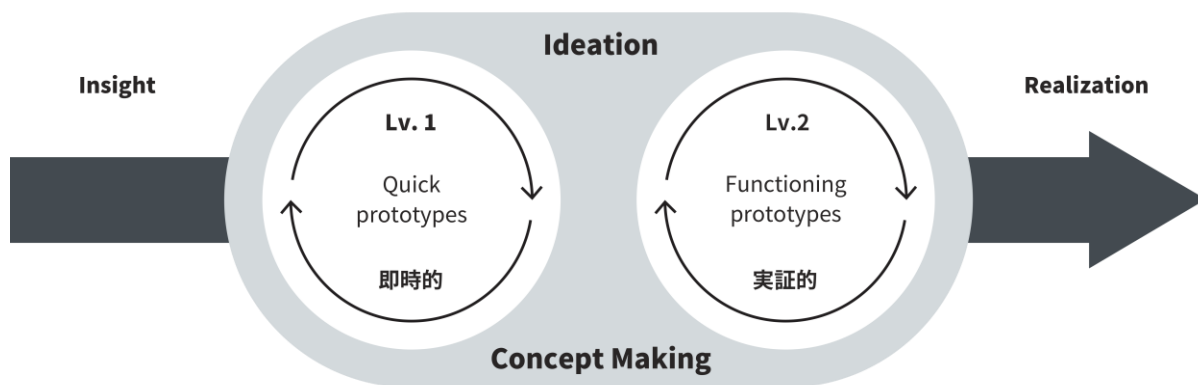 Ideation
Insight
Realization
Lv. 1
Quick
prototypes
即時的
Lv.2
Functioning
prototypes
実証的
Concept Making